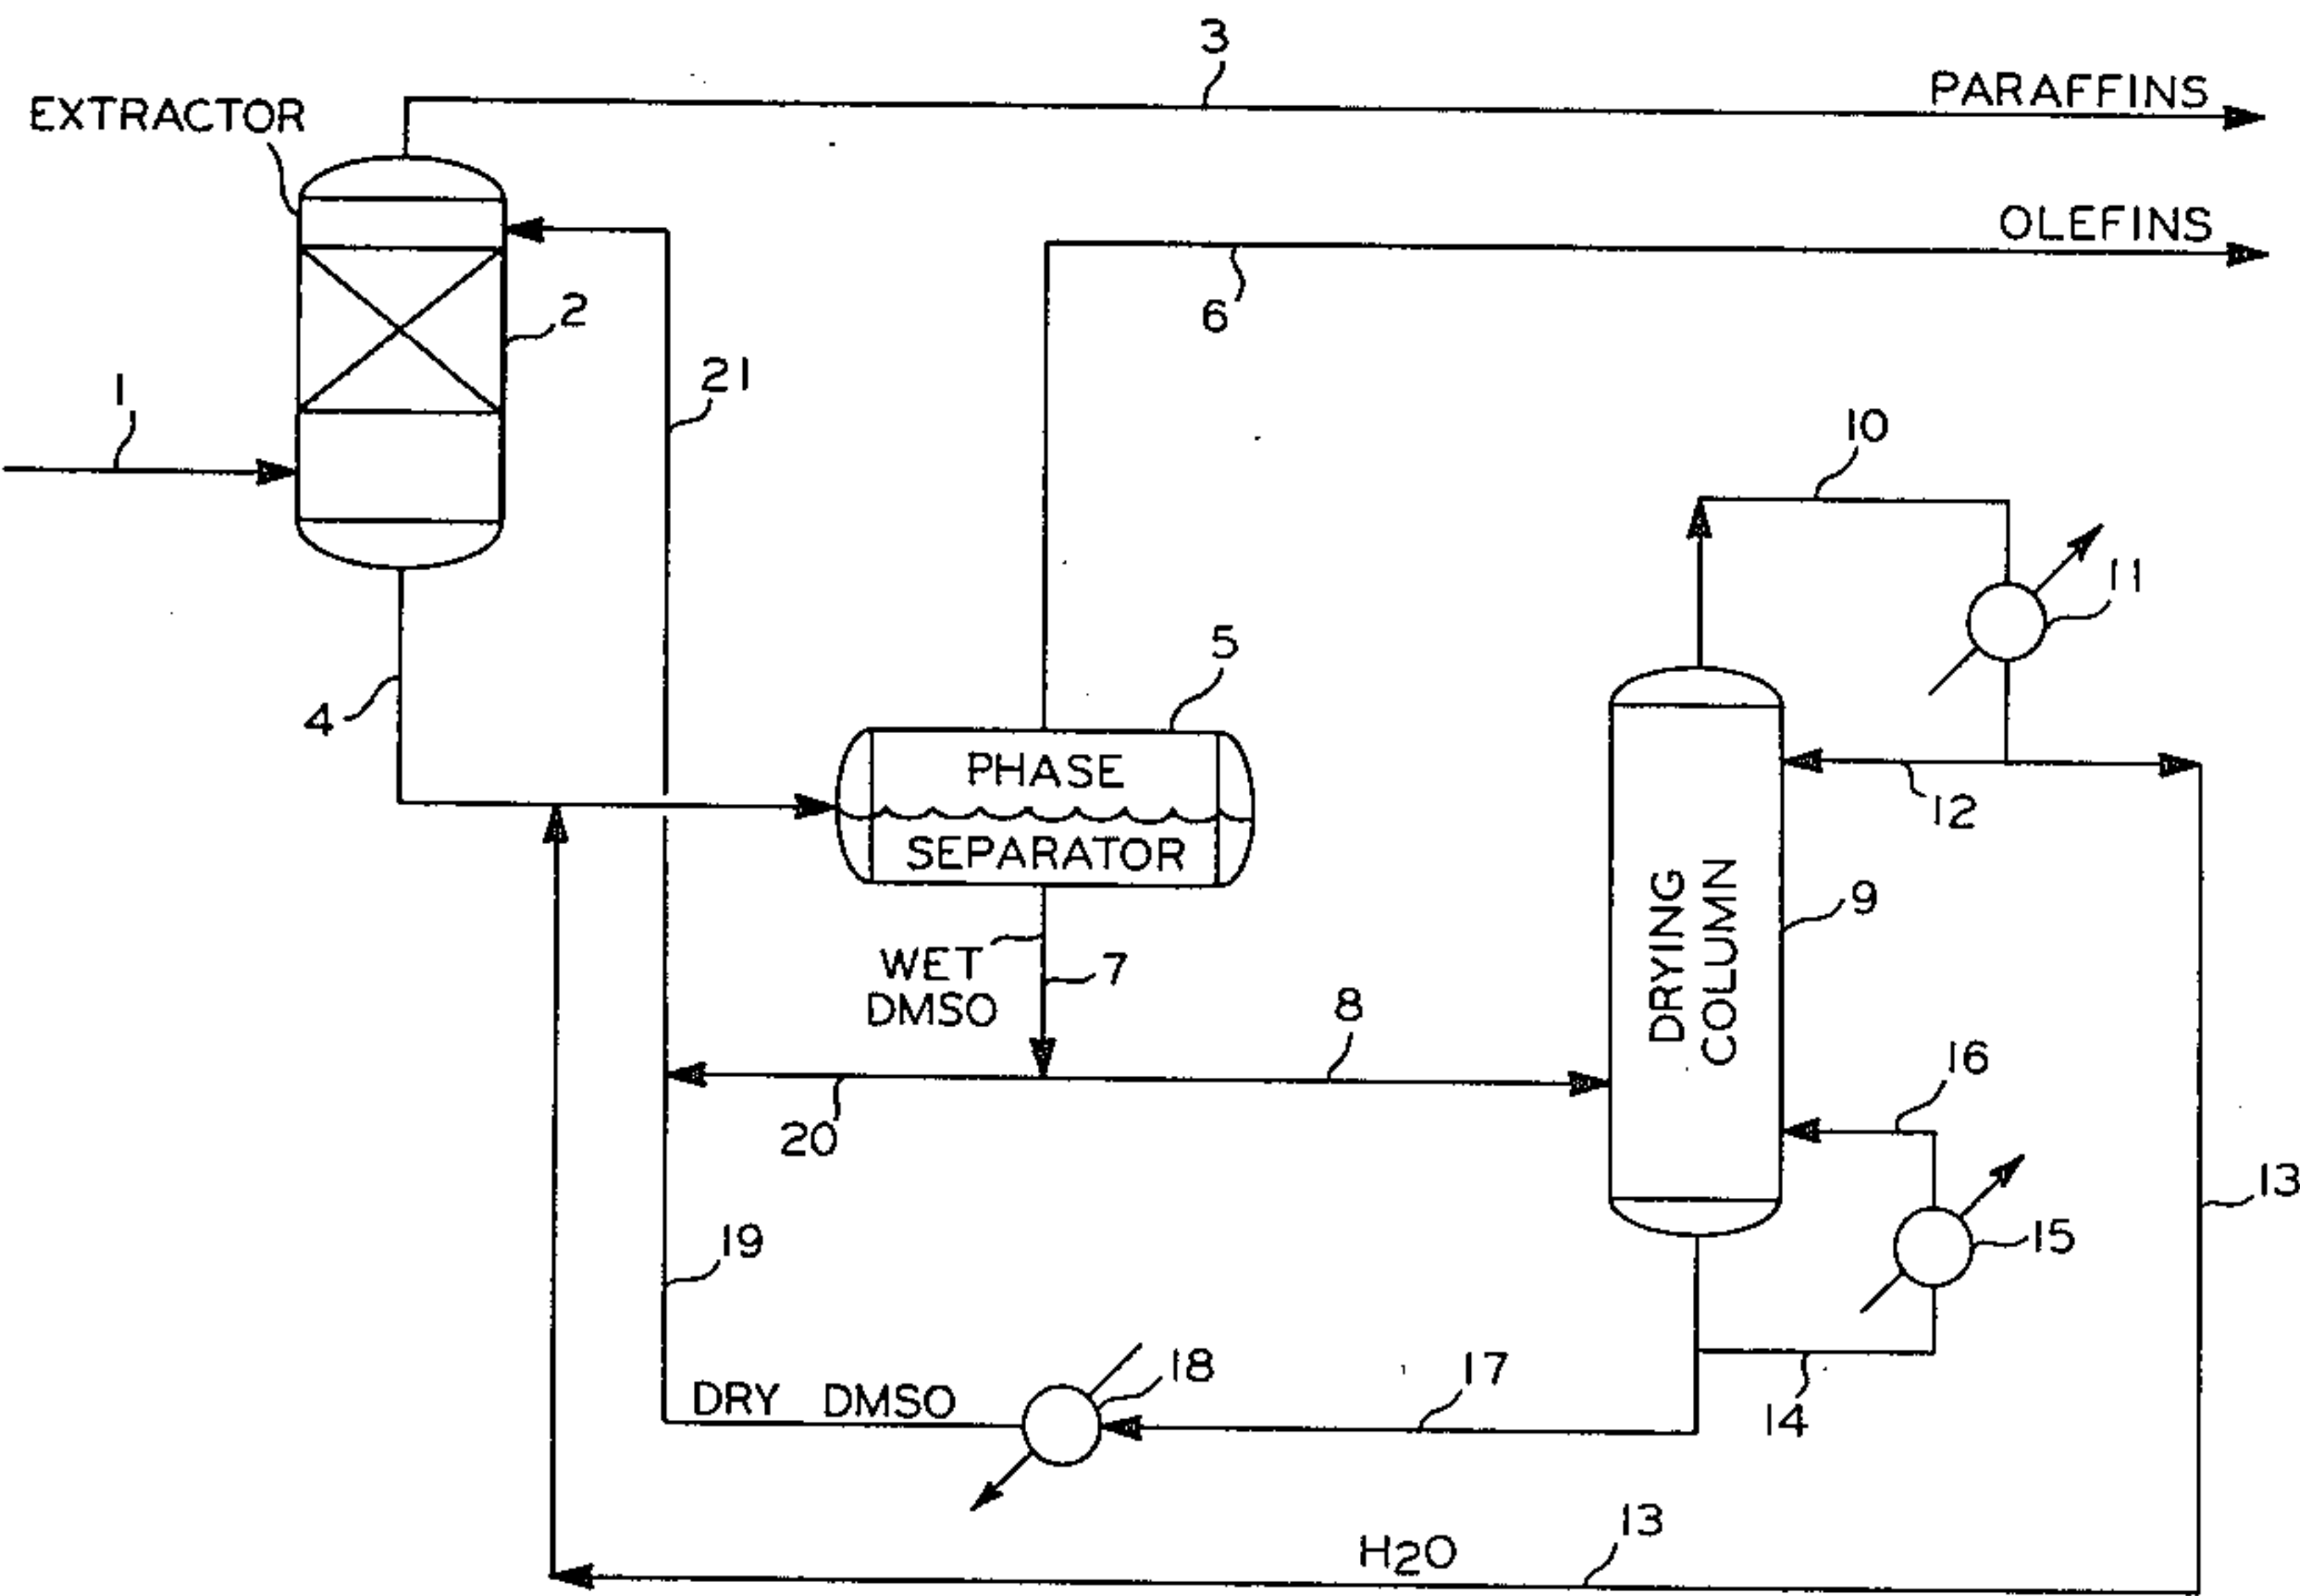 3
PARAFFINS
EXTRACTOR
OLEFINS
2
6
21
1
10
11
5
4
PHASE
12
SEPARATOR
DRYING
COLUMN
9
WET
DMSO
7
8
16
20
13
19
15
18
17
DRY DMSO
14
13
H2O